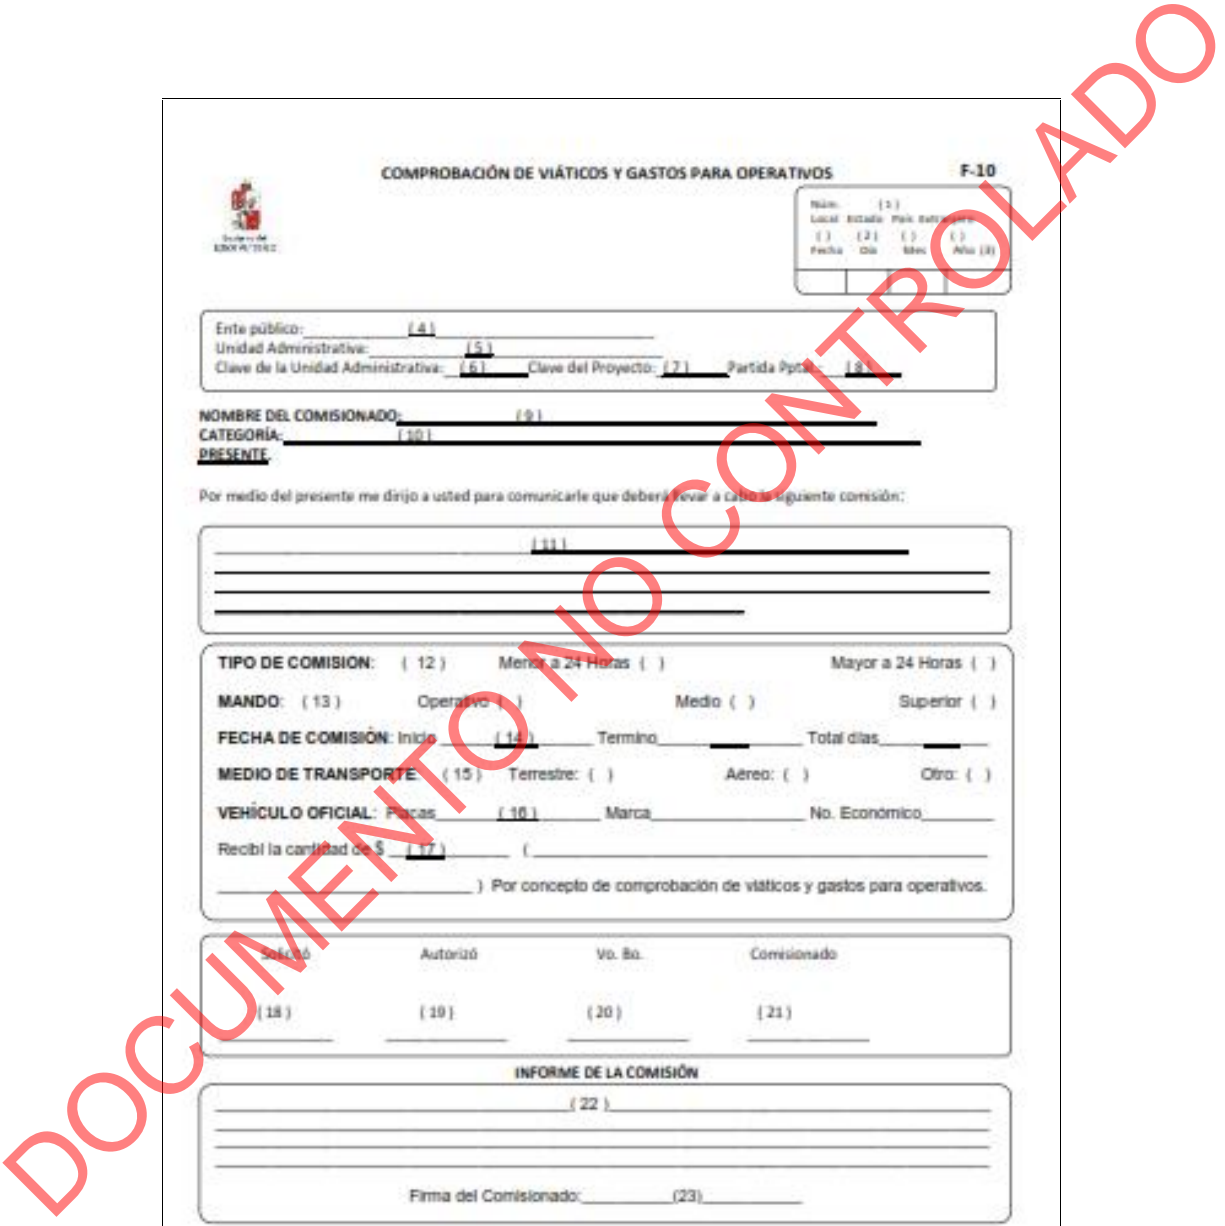 COMPROBACIÓN DE VIÁTICOS Y GASTOS PARA OPERATIVOS
F-10
Núm. (1)
Local Estado País Extranjero
( ) (2) ( ) ( )
Fecha Día Mes Año (3)
Ente público: (4)
Unidad Administrativa: (5)
Clave de la Unidad Administrativa: (6) Clave del Proyecto: (7) Partida Pptal.: (8)
NOMBRE DEL COMISIONADO: (9)
CATEGORÍA: (10)
PRESENTE.
Por medio del presente me dirijo a usted para comunicarle que deberá llevar a cabo la siguiente comisión:
(11)
TIPO DE COMISION: (12) Menor a 24 Horas ( ) Mayor a 24 Horas ( )
MANDO: (13) Operativo ( ) Medio ( ) Superior ( )
FECHA DE COMISIÓN: Inicio (14) Termino Total días
MEDIO DE TRANSPORTE: (15) Terrestre: ( ) Aéreo: ( ) Otro: ( )
VEHÍCULO OFICIAL: Placas (16) Marca No. Económico
Recibí la cantidad de $ (17) (
) Por concepto de comprobación de viáticos y gastos para operativos.
Solicitó Autorizó Vo. Bo. Comisionado
(18) (19) (20) (21)
INFORME DE LA COMISIÓN
(22)
Firma del Comisionado: (23)
DOCUMENTO NO CONTROLADO